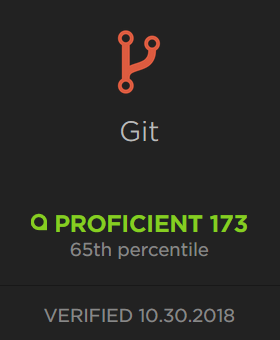 Git
PROFICIENT 173
65th percentile
VERIFIED 10.30.2018